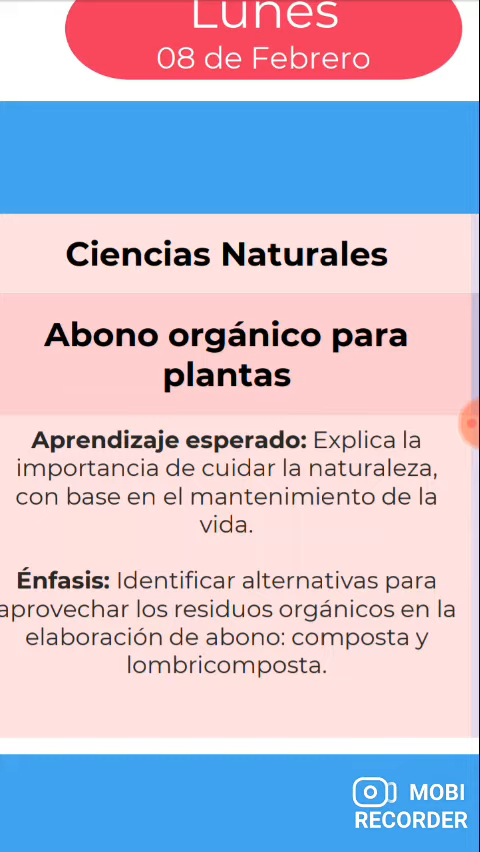 Lunes
08 de Febrero
Ciencias Naturales
Abono orgánico para
plantas
Aprendizaje esperado: Explica la
importancia de cuidar la naturaleza,
con base en el mantenimiento de la
vida.
Énfasis: Identificar alternativas para
aprovechar los residuos orgánicos en la
elaboración de abono: composta y
lombricomposta.
MOBI
RECORDER